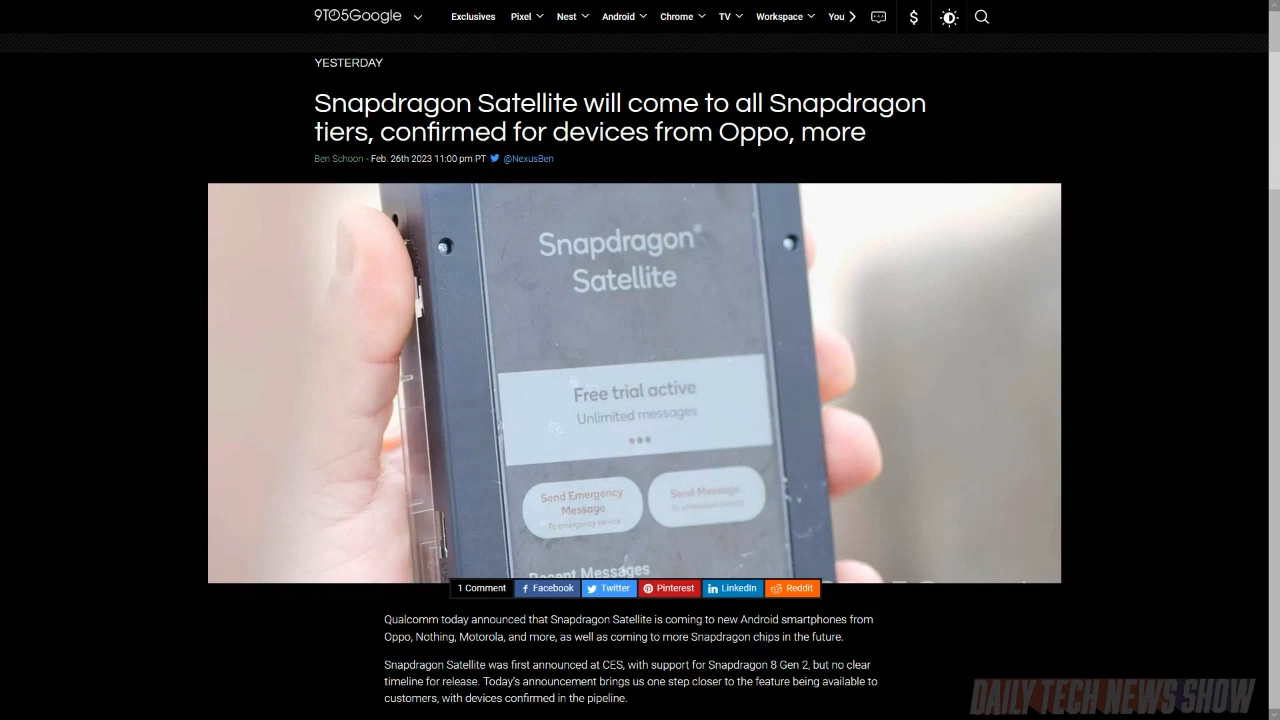 9TO5Google
Exclusives Pixel Nest Android Chrome TV Workspace You
YESTERDAY
Snapdragon Satellite will come to all Snapdragon
tiers, confirmed for devices from Oppo, more
Ben Schoon - Feb. 26th 2023 11:00 pm PT @NexusBen
Snapdragon®
Satellite
Free trial active
Unlimited messages
Send Emergency
Message
To emergency service
Send Message
Recent Messages
1 Comment Facebook Twitter Pinterest LinkedIn Reddit
Qualcomm today announced that Snapdragon Satellite is coming to new Android smartphones from
Oppo, Nothing, Motorola, and more, as well as coming to more Snapdragon chips in the future.
Snapdragon Satellite was first announced at CES, with support for Snapdragon 8 Gen 2, but no clear
timeline for release. Today's announcement brings us one step closer to the feature being available to
customers, with devices confirmed in the pipeline.
DAILY TECH NEWS SHOW